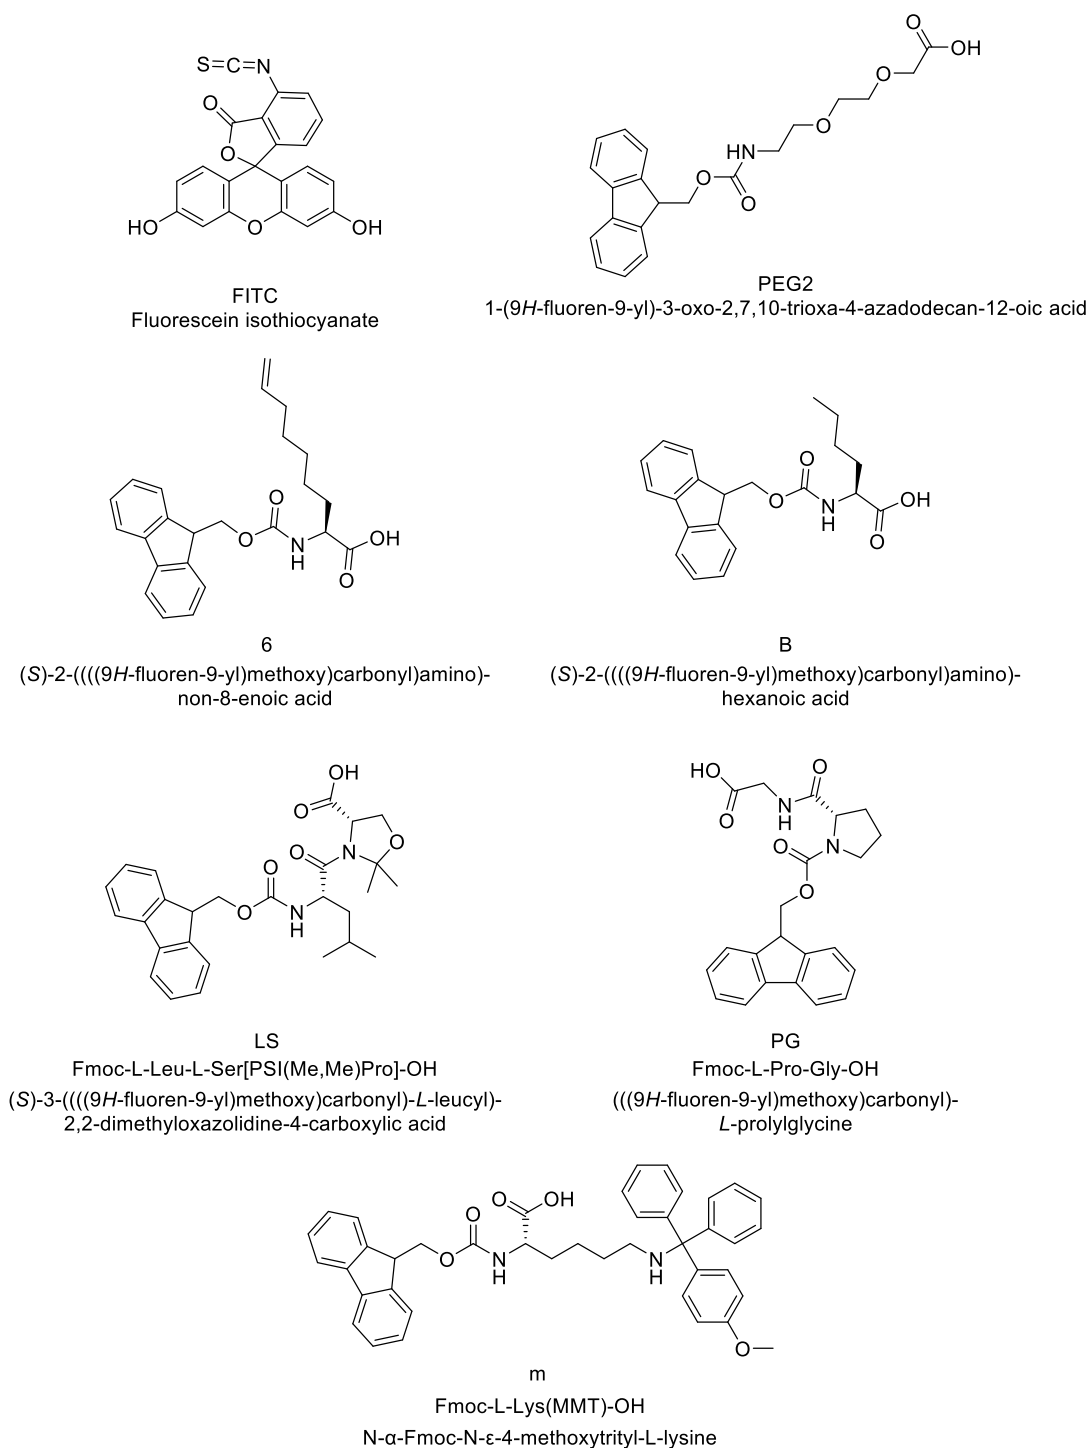 S=C=N
O
O
HO
O
OH
FITC
Fluorescein isothiocyanate
O
OH
O
O
HN
O
O
PEG2
1-(9H-fluoren-9-yl)-3-oxo-2,7,10-trioxa-4-azadodecan-12-oic acid
O
O
N
H
OH
O
6
(S)-2-((((9H-fluoren-9-yl)methoxy)carbonyl)amino)-
non-8-enoic acid
O
O
N
H
OH
O
B
(S)-2-((((9H-fluoren-9-yl)methoxy)carbonyl)amino)-
hexanoic acid
OH
O
O
N
O
O
O
N
H
LS
Fmoc-L-Leu-L-Ser[PSI(Me,Me)Pro]-OH
(S)-3-((((9H-fluoren-9-yl)methoxy)carbonyl)-L-leucyl)-
2,2-dimethyloxazolidine-4-carboxylic acid
HO
O
N
H
O
O
N
O
PG
Fmoc-L-Pro-Gly-OH
(((9H-fluoren-9-yl)methoxy)carbonyl)-
L-prolylglycine
O
OH
O
O
N
H
N
H
O
m
Fmoc-L-Lys(MMT)-OH
N-α-Fmoc-N-ε-4-methoxytrityl-L-lysine